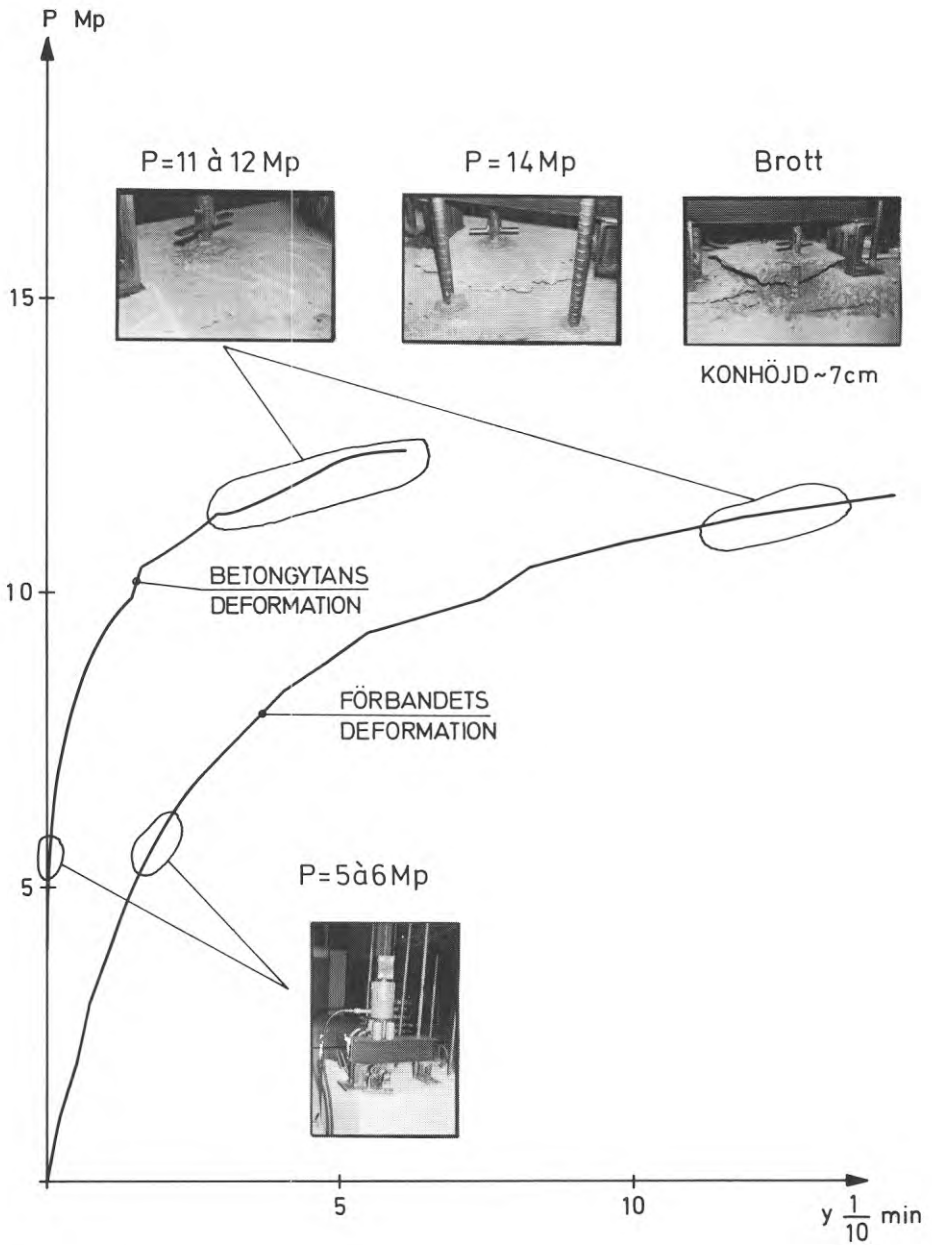 P Mp
P=11 à 12 Mp
P=14 Mp
Brott
15
KONHÖJD ~7cm
10
BETONGYTANS
DEFORMATION
FÖRBANDETS
DEFORMATION
P=5à6 Mp
5
5
10
y 1/10 min